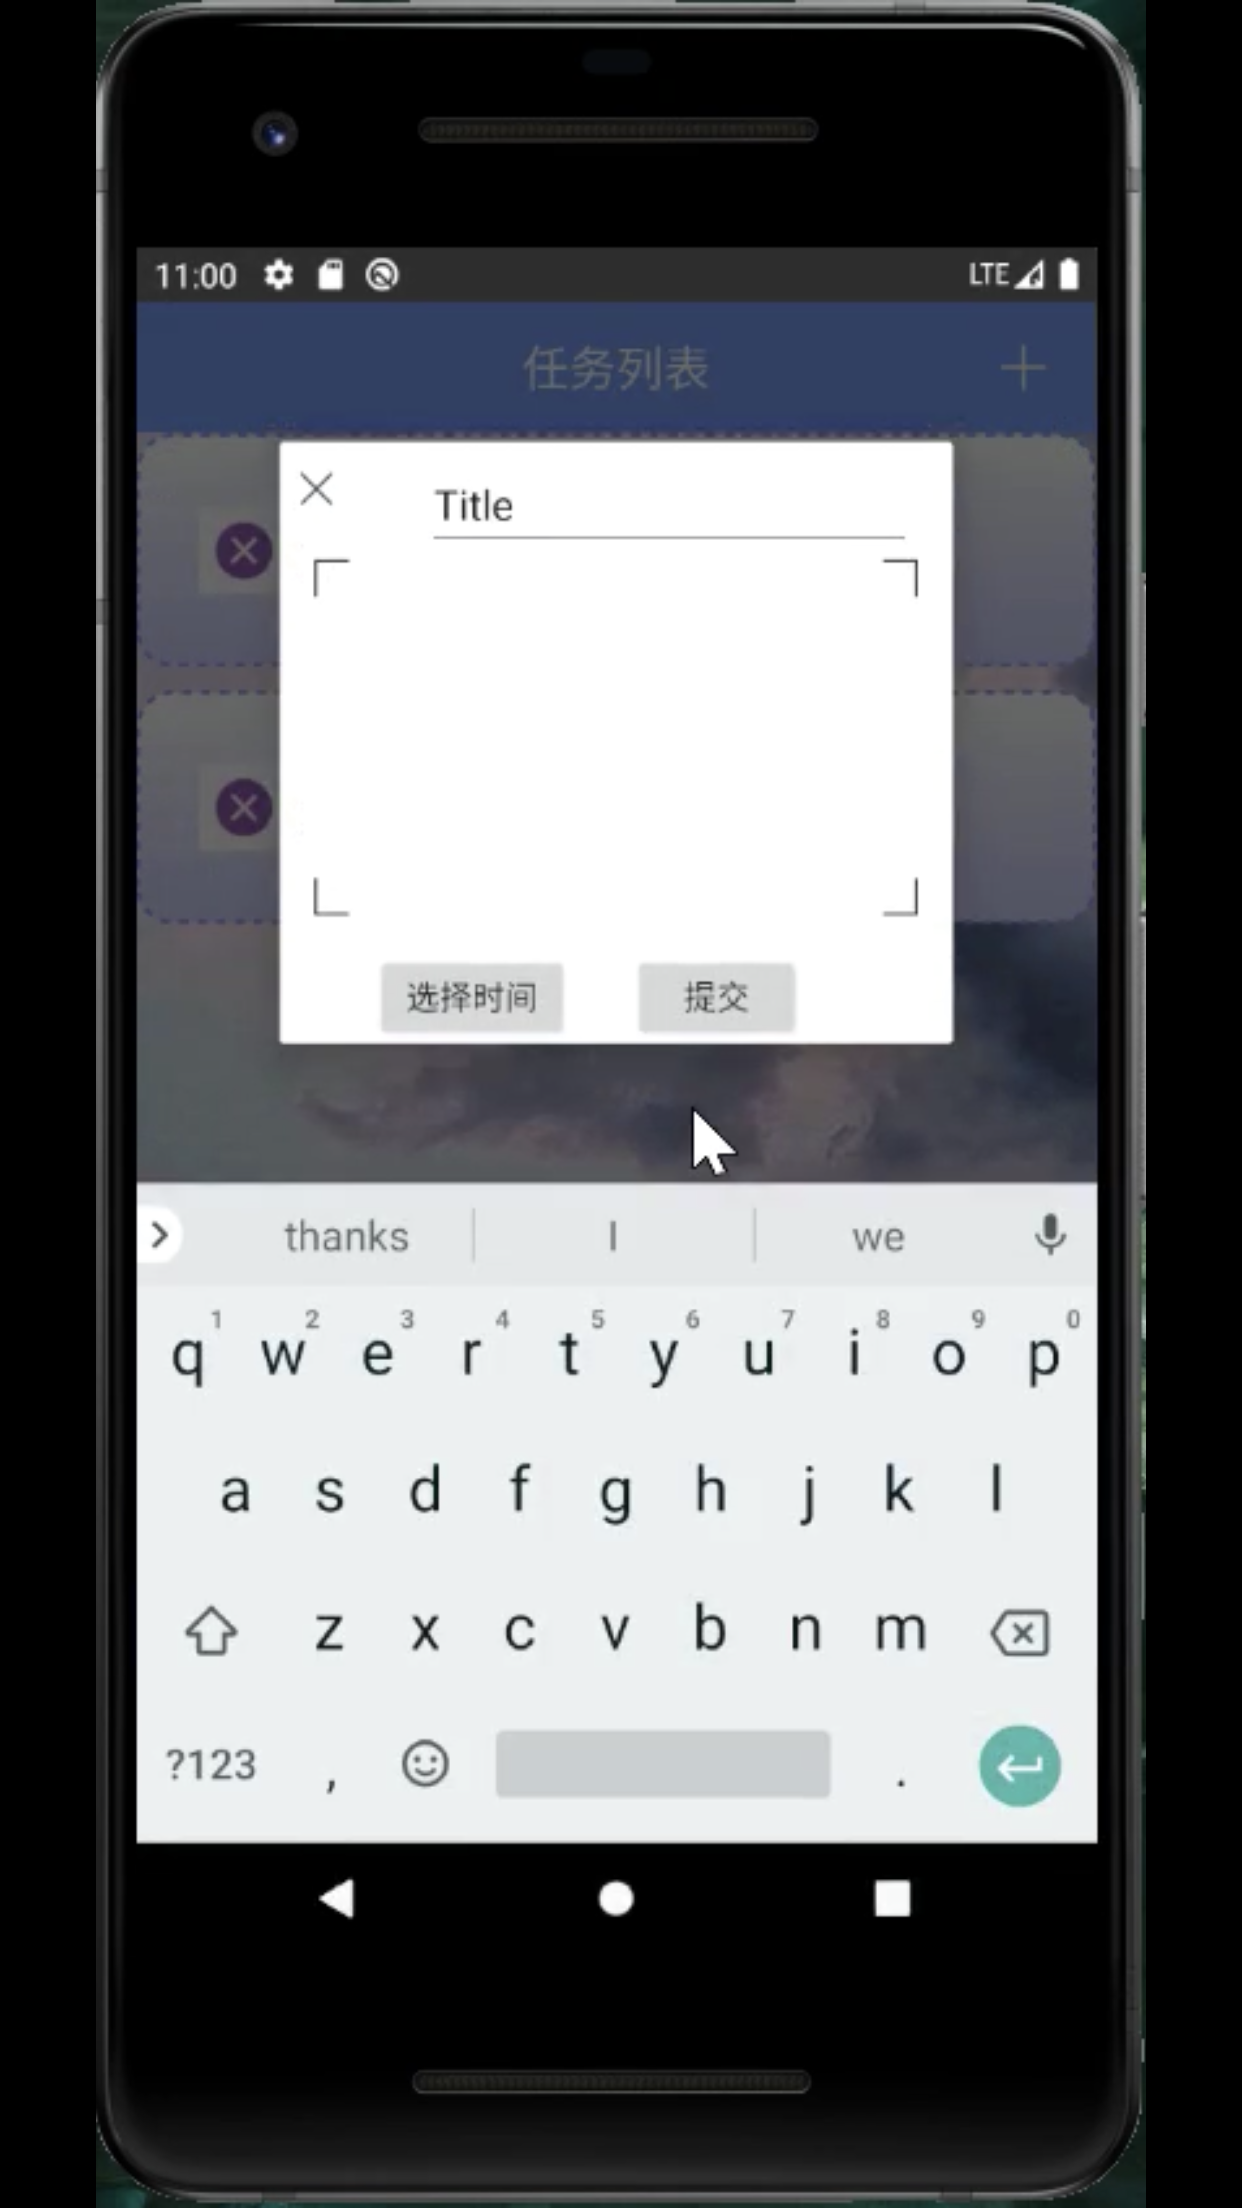 11:00 LTE
任务列表
Title
选择时间 提交
thanks I we
1 2 3 4 5 6 7 8 9 0
q w e r t y u i o p
a s d f g h j k l
z x c v b n m
?123 , .